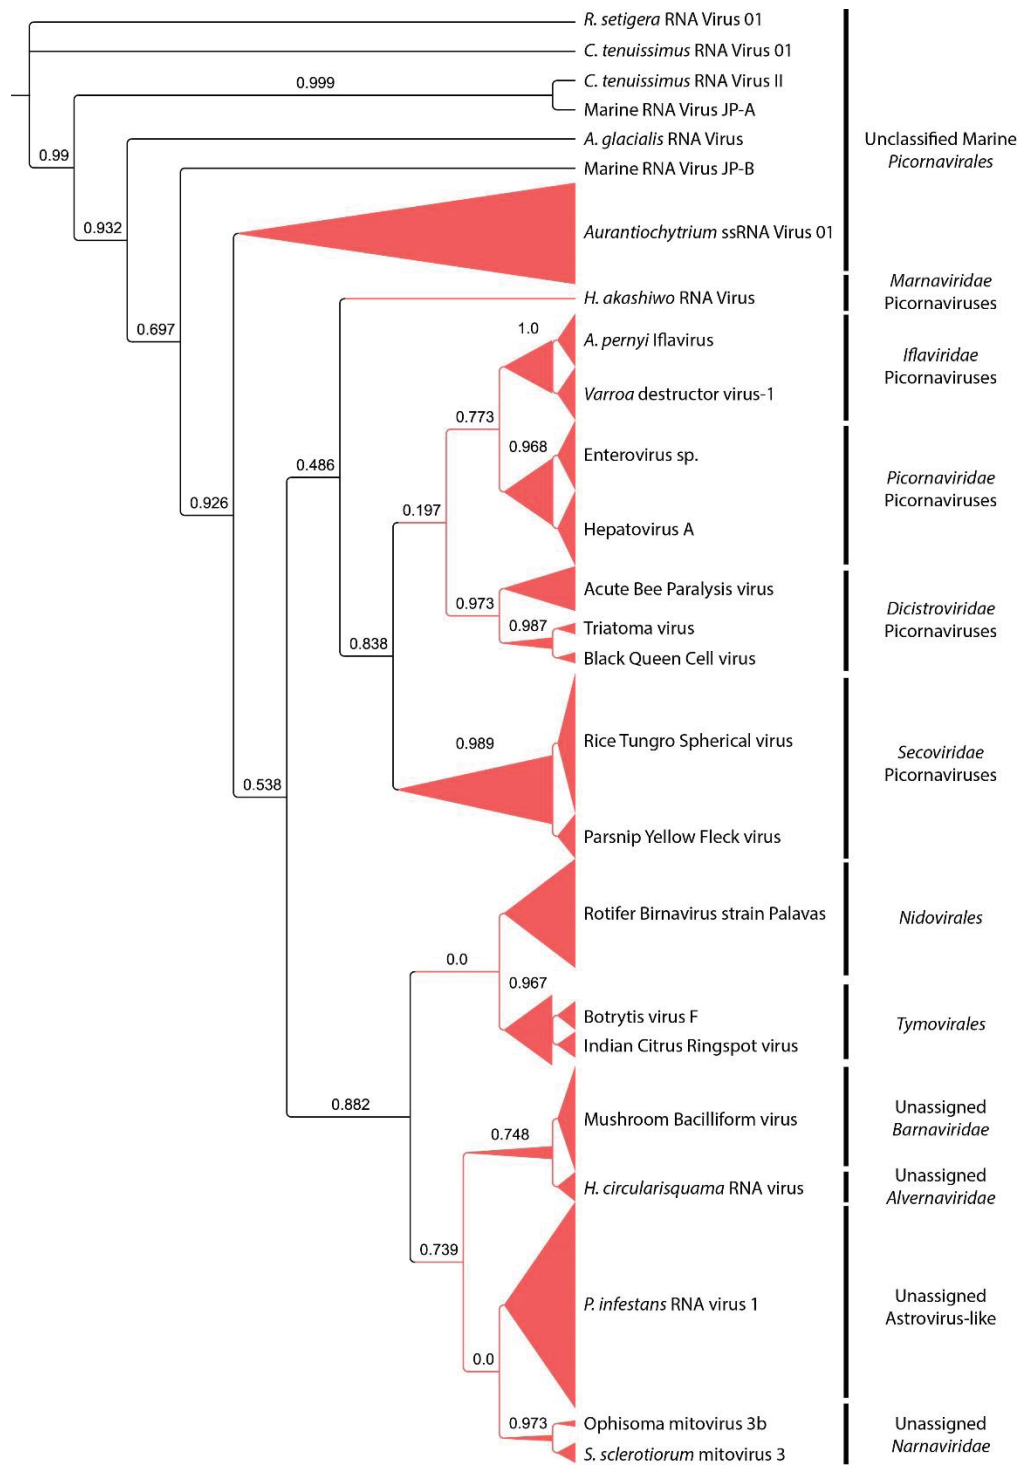 R. setigera RNA Virus 01
C. tenuissimus RNA Virus 01
C. tenuissimus RNA Virus II
0.999
Marine RNA Virus JP-A
A. glacialis RNA Virus
Unclassified Marine
Picornavirales
0.99
Marine RNA Virus JP-B
0.932
Aurantiochytrium ssRNA Virus 01
Marnaviridae
Picornaviruses
H. akashiwo RNA Virus
0.697
1.0
A. pernyi Iflavirus
Iflaviridae
Picornaviruses
Varroa destructor virus-1
0.773
0.968
Enterovirus sp.
0.486
Picornaviridae
Picornaviruses
0.926
0.197
Hepatovirus A
Acute Bee Paralysis virus
0.973
Dicistroviridae
Picornaviruses
0.987
Triatoma virus
0.838
Black Queen Cell virus
0.989
Rice Tungro Spherical virus
Secoviridae
Picornaviruses
0.538
Parsnip Yellow Fleck virus
Rotifer Birnavirus strain Palavas
Nidovirales
0.0
0.967
Botrytis virus F
Tymovirales
Indian Citrus Ringspot virus
0.882
Mushroom Bacilliform virus
Unassigned
Barnaviridae
0.748
H. circularisquama RNA virus
Unassigned
Alvernaviridae
0.739
P. infestans RNA virus 1
Unassigned
Astrovirus-like
0.0
0.973
Ophisoma mitovirus 3b
Unassigned
Narnaviridae
S. sclerotiorum mitovirus 3